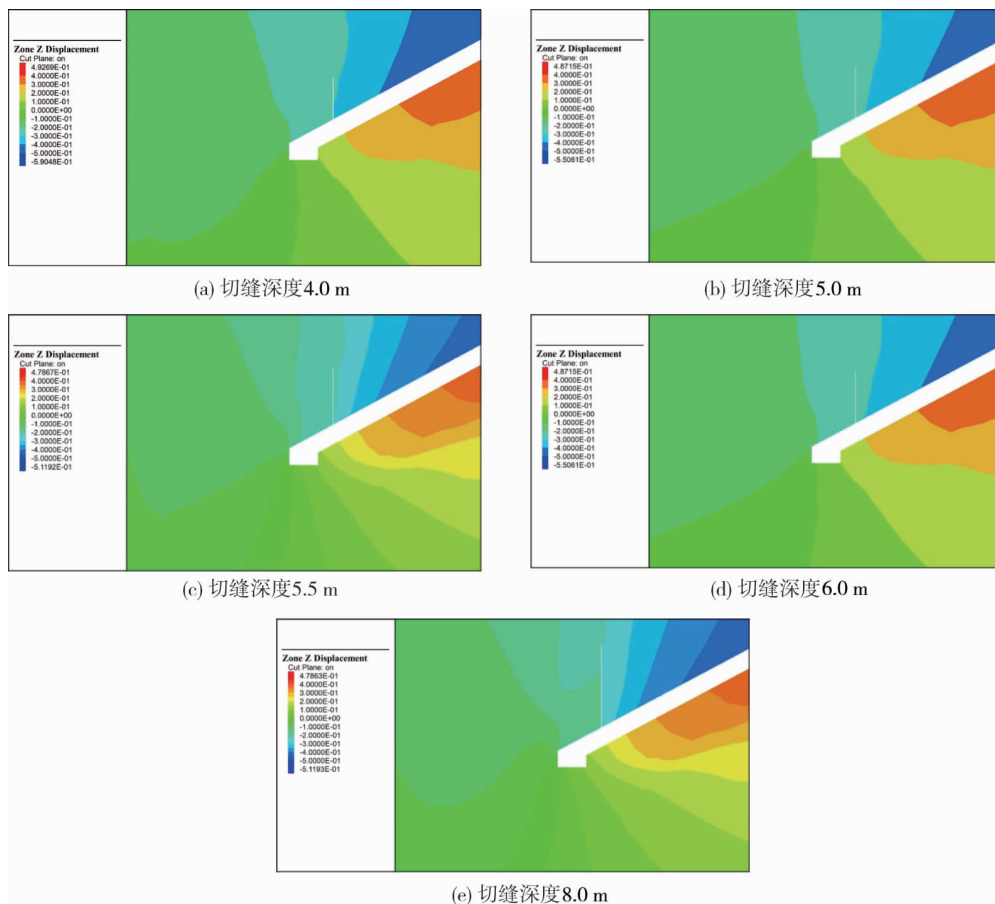 Zone Z Displacement
Cut Plane: on
4.9269E-01
4.0000E-01
3.0000E-01
2.0000E-01
1.0000E-01
0.0000E+00
-1.0000E-01
-2.0000E-01
-3.0000E-01
-4.0000E-01
-5.0000E-01
-5.9048E-01
(a) 切缝深度4.0 m
Zone Z Displacement
Cut Plane: on
4.8715E-01
4.0000E-01
3.0000E-01
2.0000E-01
1.0000E-01
0.0000E+00
-1.0000E-01
-2.0000E-01
-3.0000E-01
-4.0000E-01
-5.0000E-01
-5.5061E-01
(b) 切缝深度5.0 m
Zone Z Displacement
Cut Plane: on
4.7867E-01
4.0000E-01
3.0000E-01
2.0000E-01
1.0000E-01
0.0000E+00
-1.0000E-01
-2.0000E-01
-3.0000E-01
-4.0000E-01
-5.0000E-01
-5.1192E-01
(c) 切缝深度5.5 m
Zone Z Displacement
Cut Plane: on
4.8715E-01
4.0000E-01
3.0000E-01
2.0000E-01
1.0000E-01
0.0000E+00
-1.0000E-01
-2.0000E-01
-3.0000E-01
-4.0000E-01
-5.0000E-01
-5.5061E-01
(d) 切缝深度6.0 m
Zone Z Displacement
Cut Plane: on
4.7863E-01
4.0000E-01
3.0000E-01
2.0000E-01
1.0000E-01
0.0000E+00
-1.0000E-01
-2.0000E-01
-3.0000E-01
-4.0000E-01
-5.0000E-01
-5.1193E-01
(e) 切缝深度8.0 m